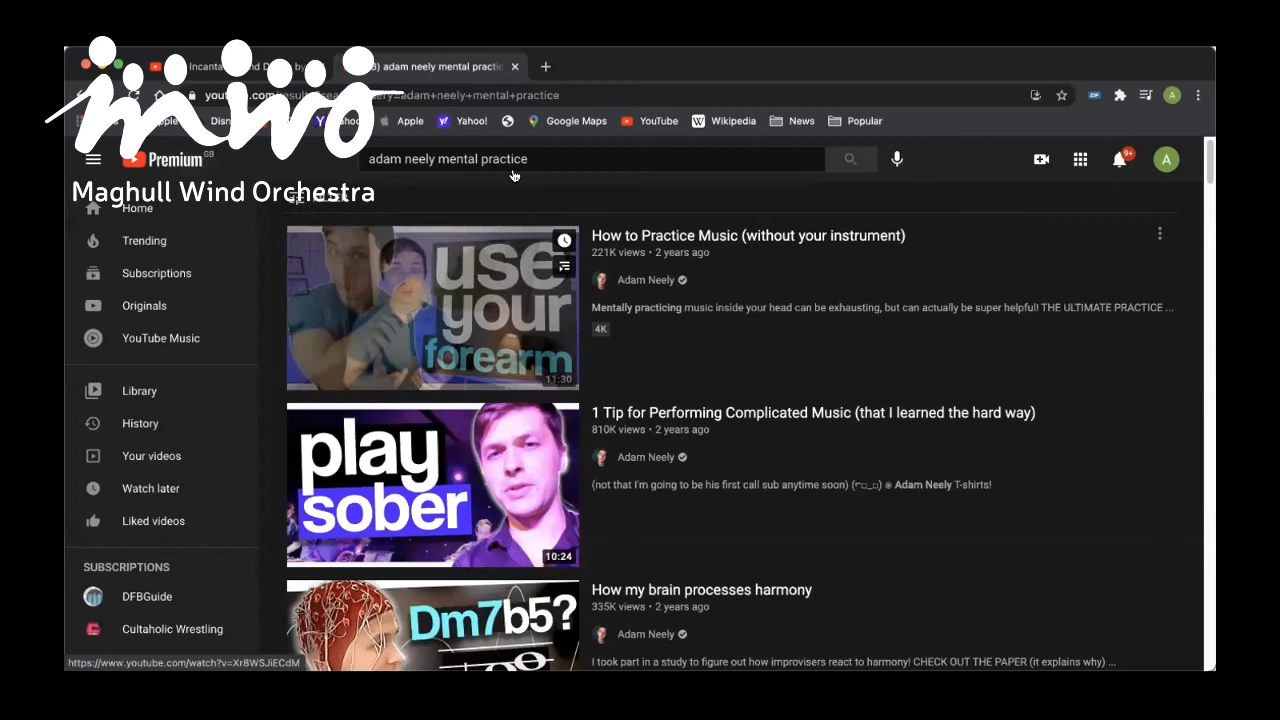 mwo
Maghull Wind Orchestra
adam neely mental practic
Apple
Yahoo!
Google Maps
YouTube
Wikipedia
News
Popular
Premium GB
adam neely mental practice
9+
A
Home
Trending
Subscriptions
Originals
YouTube Music
Library
History
Your videos
Watch later
Liked videos
SUBSCRIPTIONS
DFBGuide
Cultaholic Wrestling
https://www.youtube.com/watch?v=Xr8WSJiECdM
use
your
forearm
11:30
How to Practice Music (without your instrument)
221K views • 2 years ago
Adam Neely
Mentally practicing music inside your head can be exhausting, but can actually be super helpful! THE ULTIMATE PRACTICE ...
4K
play
sober
10:24
1 Tip for Performing Complicated Music (that I learned the hard way)
810K views • 2 years ago
Adam Neely
(not that I'm going to be his first call sub anytime soon) Adam Neely T-shirts!
Dm7b5?
How my brain processes harmony
335K views • 2 years ago
Adam Neely
I took part in a study to figure out how improvisers react to harmony! CHECK OUT THE PAPER (it explains why) ...